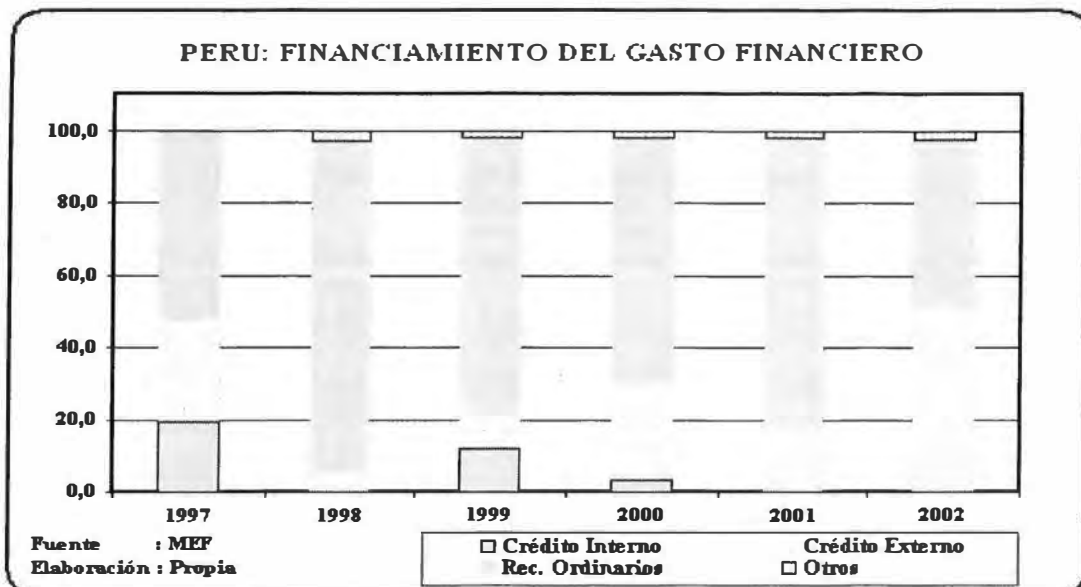 PERU: FINANCIAMIENTO DEL GASTO FINANCIERO
100,0
80,0
60,0
40,0
20,0
0,0
1997 1998 1999 2000 2001 2002
Fuente : MEF
Elaboración : Propia
Crédito Interno Crédito Externo
Rec. Ordinarios Otros